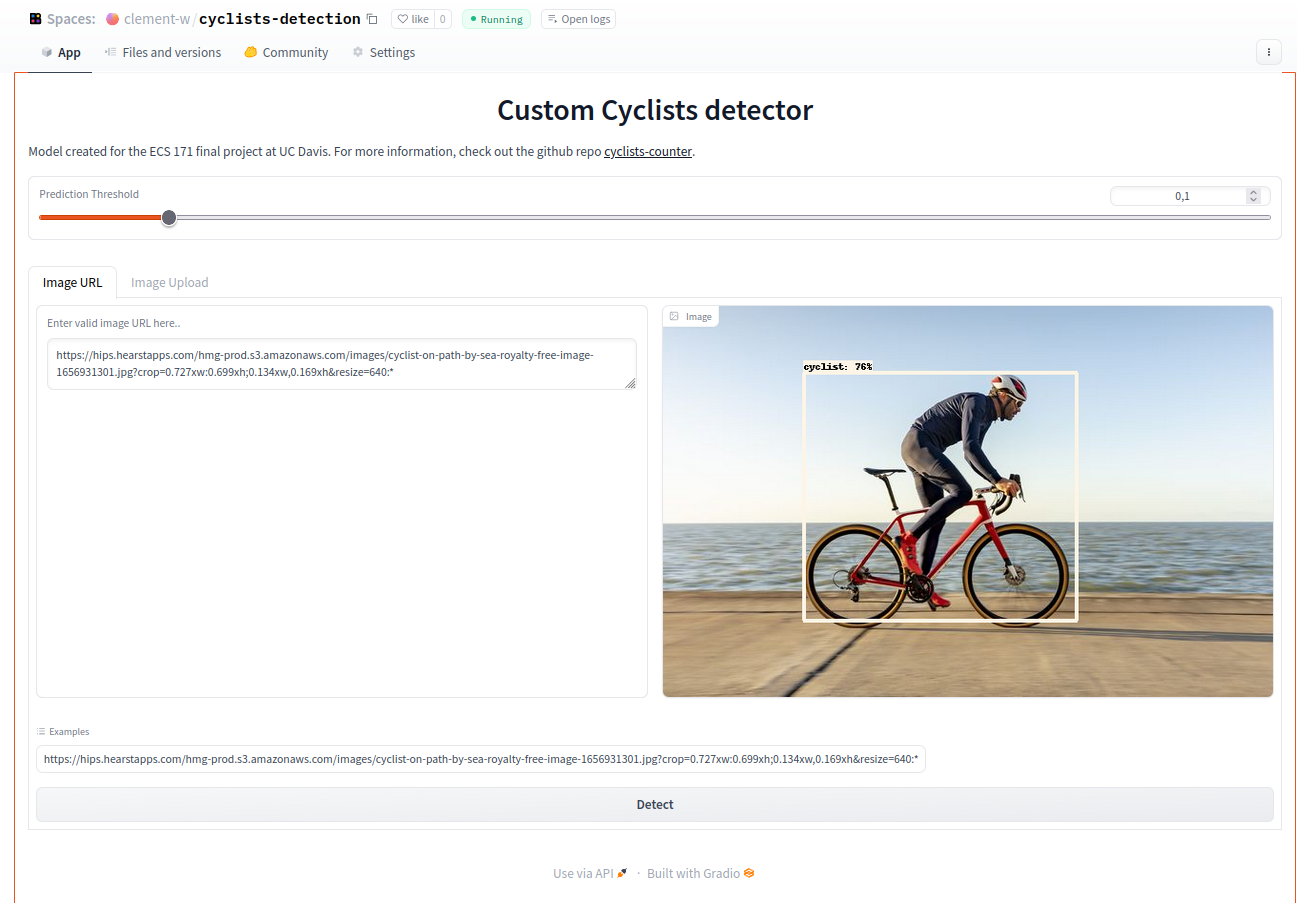 Spaces: clement-w/cyclists-detection like 0 Running Open logs
App Files and versions Community Settings
Custom Cyclists detector
Model created for the ECS 171 final project at UC Davis. For more information, check out the github repo cyclists-counter.
Prediction Threshold 0,1
Image URL Image Upload
Enter valid image URL here..
https://hips.hearstapps.com/hmg-prod.s3.amazonaws.com/images/cyclist-on-path-by-sea-royalty-free-image-
1656931301.jpg?crop=0.727xw:0.699xh;0.134xw,0.169xh&resize=640:*
Image
cyclist: 76%
Examples
https://hips.hearstapps.com/hmg-prod.s3.amazonaws.com/images/cyclist-on-path-by-sea-royalty-free-image-1656931301.jpg?crop=0.727xw:0.699xh;0.134xw,0.169xh&resize=640:*
Detect
Use via API · Built with Gradio